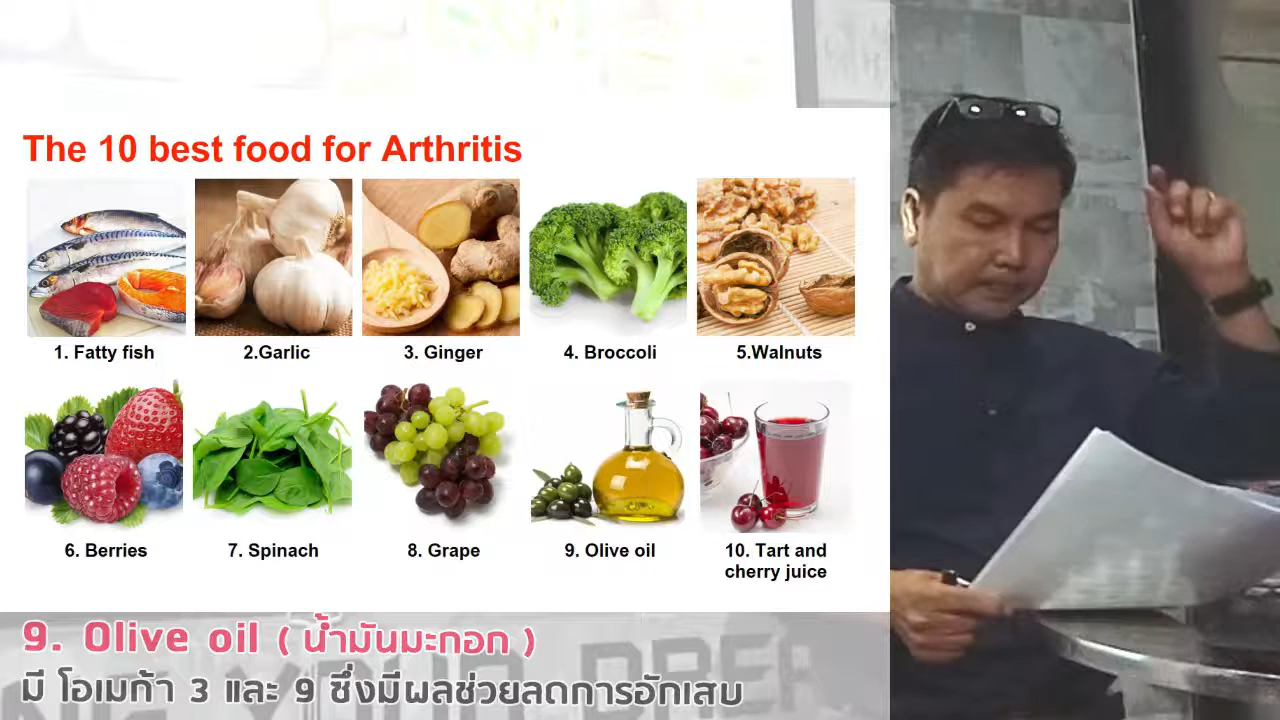 The 10 best food for Arthritis
1. Fatty fish
2.Garlic
3. Ginger
4. Broccoli
5.Walnuts
6. Berries
7. Spinach
8. Grape
9. Olive oil
10. Tart and
cherry juice
9. Olive oil ( น้ำมันมะกอก )
มี โอเมก้า 3 และ 9 ซึ่งมีผลช่วยลดการอักเสบ